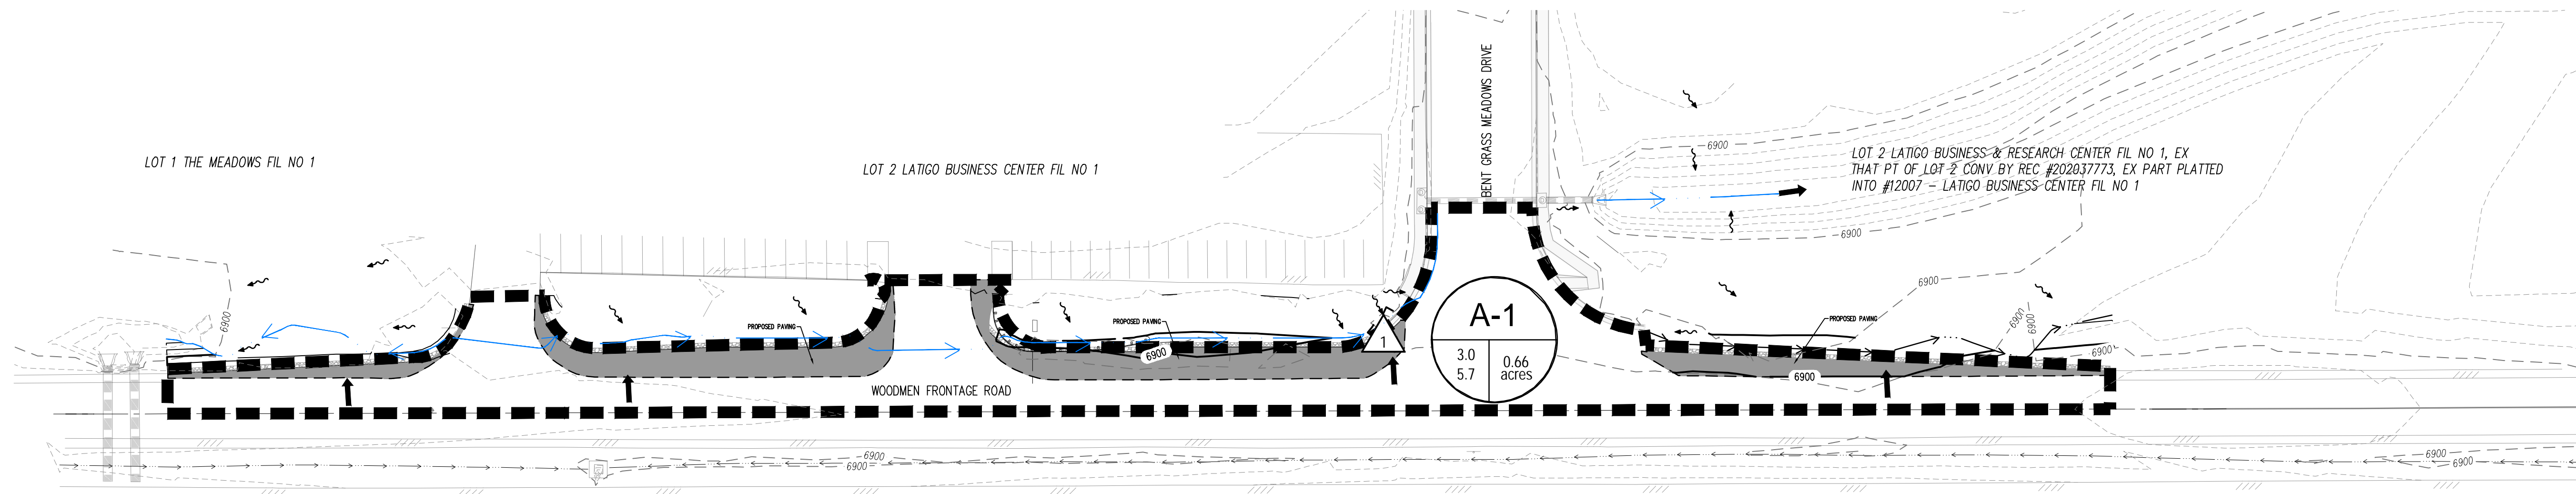 BENT GRASS MEADOWS DRIVE
6900
LOT 1 THE MEADOWS FIL NO 1
LOT 2 LATIGO BUSINESS CENTER FIL NO 1
LOT 2 LATIGO BUSINESS & RESEARCH CENTER FIL NO 1, EX
THAT PT OF LOT 2 CONV BY REC #202037773, EX PART PLATTED
INTO #12007 – LATIGO BUSINESS CENTER FIL NO 1
6900
6900
6900
A-1
3.0
5.7
0.66
acres
PROPOSED PAVING
PROPOSED PAVING
PROPOSED PAVING
6900
6900
1
6900
6900
6900
WOODMEN FRONTAGE ROAD
6900
6900
6900
6900